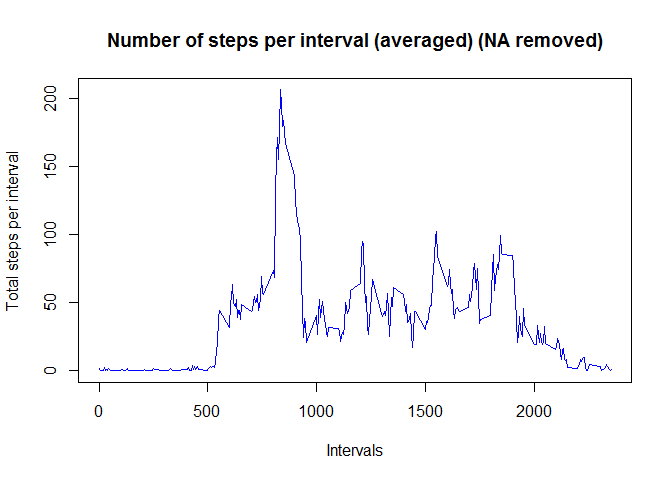 Number of steps per interval (averaged) (NA removed)
Total steps per interval
200
150
100
50
0
0 500 1000 1500 2000
Intervals